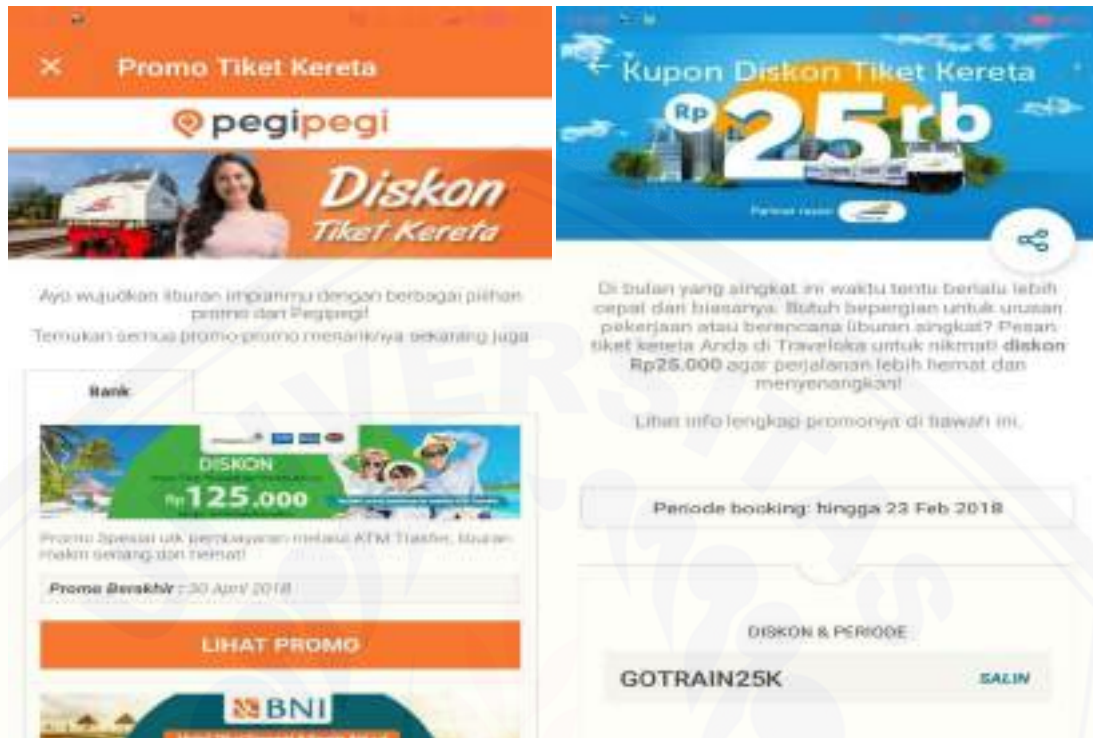 Promo Tiket Kereta
pegipegi
Diskon
Tiket Kereta
Ayo wujudkan liburan impianmu dengan berbagai pilihan
promo dari Pegipegi!
Temukan semua promo-promo menariknya sekarang juga
Bank
DISKON
Rp 125.000
Promo Spesial utk pembayaran melalui ATM Trasfer, liburan
makin senang dan hemat!
Promo Berakhir : 30 April 2018
LIHAT PROMO
BNI
Kupon Diskon Tiket Kereta
Rp 25rb
Partner resmi
Di bulan yang singkat ini waktu tentu berlalu lebih
cepat dari biasanya. Butuh bepergian untuk urusan
pekerjaan atau berencana liburan singkat? Pesan
tiket kereta Anda di Traveloka untuk nikmati diskon
Rp25.000 agar perjalanan lebih hemat dan
menyenangkan!
Lihat info lengkap promonya di bawah ini.
Periode booking: hingga 23 Feb 2018
DISKON & PERIODE
GOTRAIN25K
SALIN